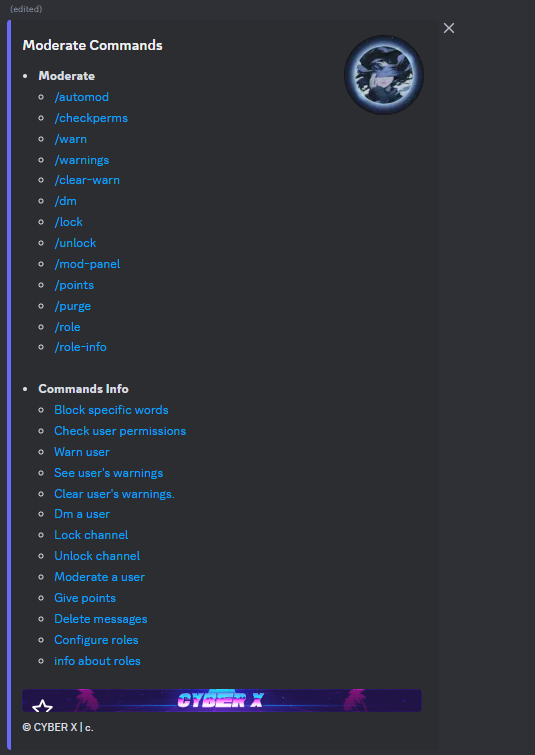 (edited)
Moderate Commands
Moderate
/automod
/checkperms
/warn
/warnings
/clear-warn
/dm
/lock
/unlock
/mod-panel
/points
/purge
/role
/role-info
Commands Info
Block specific words
Check user permissions
Warn user
See user's warnings
Clear user's warnings.
Dm a user
Lock channel
Unlock channel
Moderate a user
Give points
Delete messages
Configure roles
info about roles
CYBER X
© CYBER X | c.